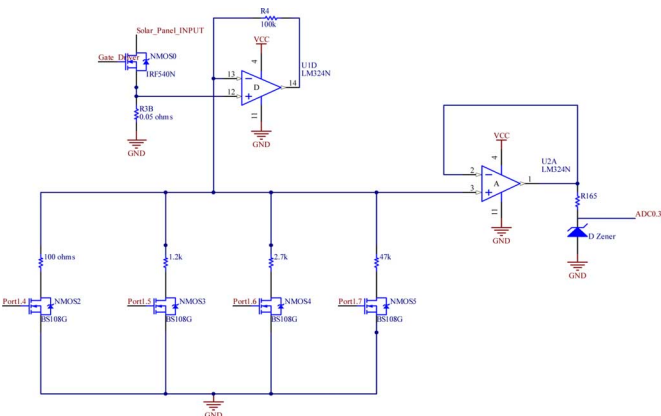 R4
100k
Solar_Panel_INPUT
VCC
NMOS0
IRF540N
4
U1D
LM324N
13
D
14
12
11
R3B
0.05 ohms
GND
GND
VCC
4
U2A
LM324N
2
A
1
3
11
R165
ADC0.3
D Zener
GND
GND
100 ohms
1.2k
2.7k
47k
Port1.4
NMOS2
Port1.5
NMOS3
Port1.6
NMOS4
Port1.7
NMOS5
BS108G
BS108G
BS108G
BS108G
GND